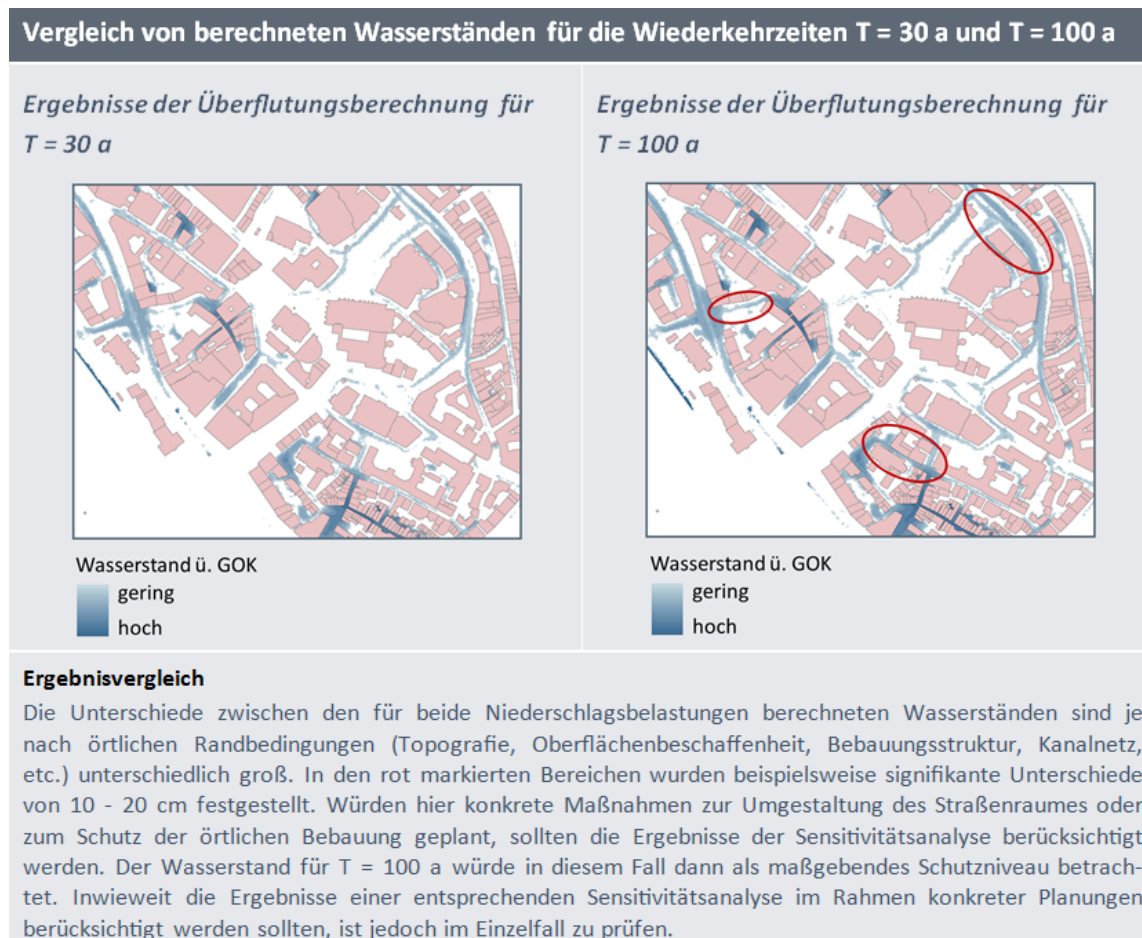 Vergleich von berechneten Wasserständen für die Wiederkehrzeiten T = 30 a und T = 100 a
Ergebnisse der Überflutungsberechnung für
T = 30 a
Ergebnisse der Überflutungsberechnung für
T = 100 a
Wasserstand ü. GOK
gering
hoch
Wasserstand ü. GOK
gering
hoch
Ergebnisvergleich
Die Unterschiede zwischen den für beide Niederschlagsbelastungen berechneten Wasserständen sind je
nach örtlichen Randbedingungen (Topografie, Oberflächenbeschaffenheit, Bebauungsstruktur, Kanalnetz,
etc.) unterschiedlich groß. In den rot markierten Bereichen wurden beispielsweise signifikante Unterschiede
von 10 - 20 cm festgestellt. Würden hier konkrete Maßnahmen zur Umgestaltung des Straßenraumes oder
zum Schutz der örtlichen Bebauung geplant, sollten die Ergebnisse der Sensitivitätsanalyse berücksichtigt
werden. Der Wasserstand für T = 100 a würde in diesem Fall dann als maßgebendes Schutzniveau betrach-
tet. Inwieweit die Ergebnisse einer entsprechenden Sensitivitätsanalyse im Rahmen konkreter Planungen
berücksichtigt werden sollten, ist jedoch im Einzelfall zu prüfen.